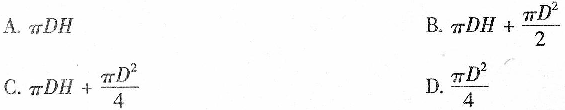 A. πDH B. πDH + πD²/2
C. πDH + πD²/4 D. πD²/4